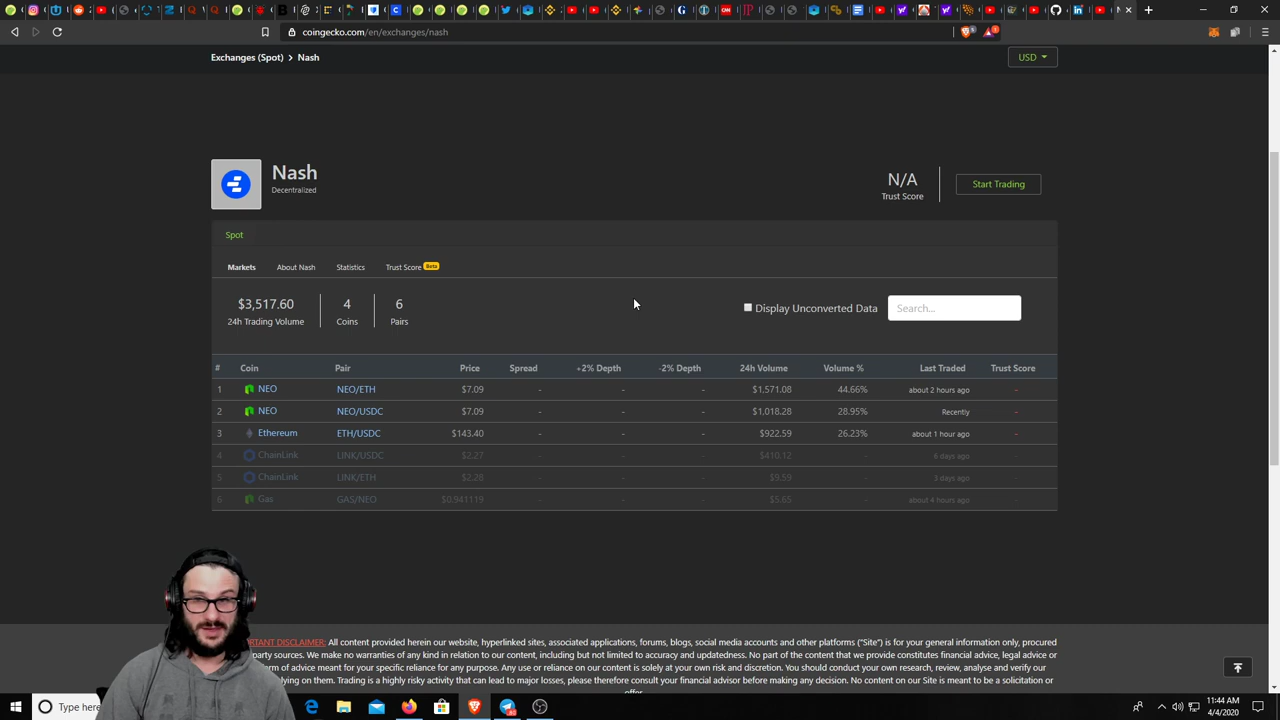 coingecko.com/en/exchanges/nash
Exchanges (Spot) > Nash
USD
Nash
Decentralized
N/A
Trust Score
Start Trading
Spot
Markets About Nash Statistics Trust Score Beta
$3,517.60 4 6
24h Trading Volume Coins Pairs
Display Unconverted Data Search...
# Coin Pair Price Spread +2% Depth -2% Depth 24h Volume Volume % Last Traded Trust Score
1 NEO NEO/ETH $7.09 - - - $1,571.08 44.66% about 2 hours ago -
2 NEO NEO/USDC $7.09 - - - $1,018.28 28.95% Recently -
3 Ethereum ETH/USDC $143.40 - - - $922.59 26.23% about 1 hour ago -
4 ChainLink LINK/USDC $2.27 - - - $410.12 - 6 days ago -
5 ChainLink LINK/ETH $2.28 - - - $9.59 - 3 days ago -
6 Gas GAS/NEO $0.941119 - - - $5.65 - about 4 hours ago -
RTANT DISCLAIMER: All content provided herein our website, hyperlinked sites, associated applications, forums, blogs, social media accounts and other platforms ("Site") is for your general information only, procured
party sources. We make no warranties of any kind in relation to our content, including but not limited to accuracy and updatedness. No part of the content that we provide constitutes financial advice, legal advice or
orm of advice meant for your specific reliance for any purpose. Any use or reliance on our content is solely at your own risk and discretion. You should conduct your own research, review, analyse and verify our
lying on them. Trading is a highly risky activity that can lead to major losses, please therefore consult your financial advisor before making any decision. No content on our Site is meant to be a solicitation or
offer
Type here
11:44 AM
4/4/2020